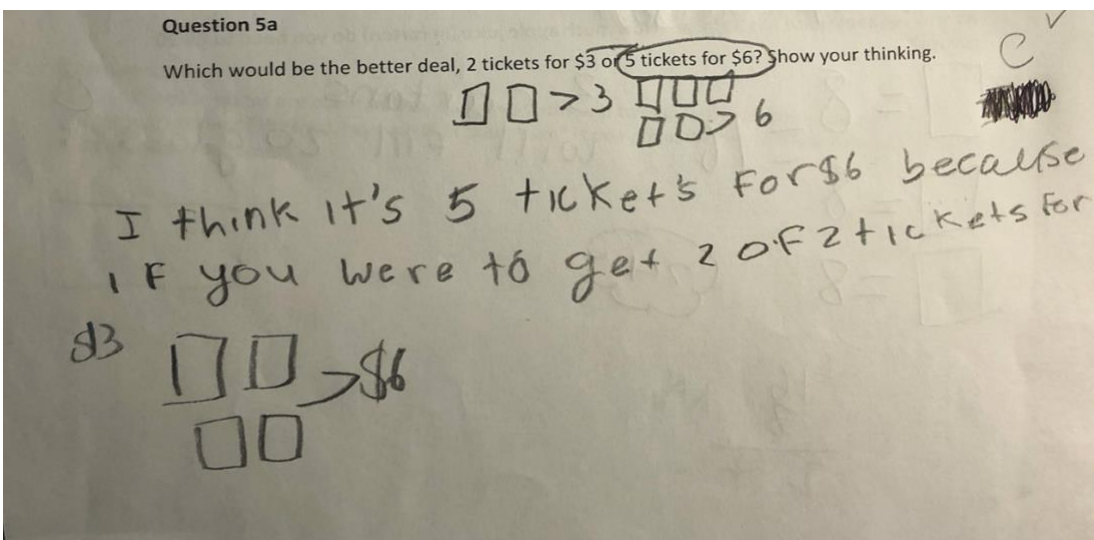 Question 5a
C
Which would be the better deal, 2 tickets for $3 or 5 tickets for $6? Show your thinking.
> 3
> 6
I think it's 5 ticket's For $6 because
IF you were to get 2 oF 2 tickets for
$3
> $6